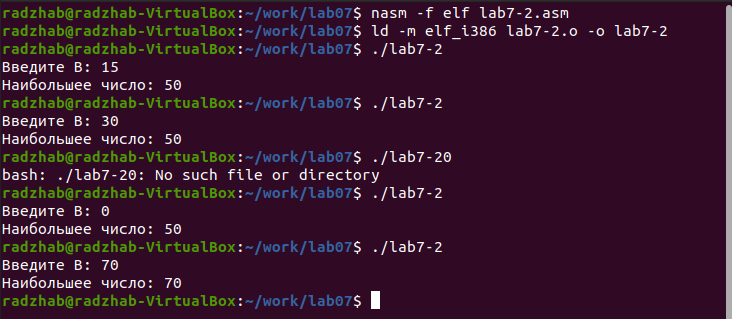 radzhab@radzhab-VirtualBox:~/work/lab07$ nasm -f elf lab7-2.asm
radzhab@radzhab-VirtualBox:~/work/lab07$ ld -m elf_i386 lab7-2.o -o lab7-2
radzhab@radzhab-VirtualBox:~/work/lab07$ ./lab7-2
Введите В: 15
Наибольшее число: 50
radzhab@radzhab-VirtualBox:~/work/lab07$ ./lab7-2
Введите В: 30
Наибольшее число: 50
radzhab@radzhab-VirtualBox:~/work/lab07$ ./lab7-20
bash: ./lab7-20: No such file or directory
radzhab@radzhab-VirtualBox:~/work/lab07$ ./lab7-2
Введите В: 0
Наибольшее число: 50
radzhab@radzhab-VirtualBox:~/work/lab07$ ./lab7-2
Введите В: 70
Наибольшее число: 70
radzhab@radzhab-VirtualBox:~/work/lab07$